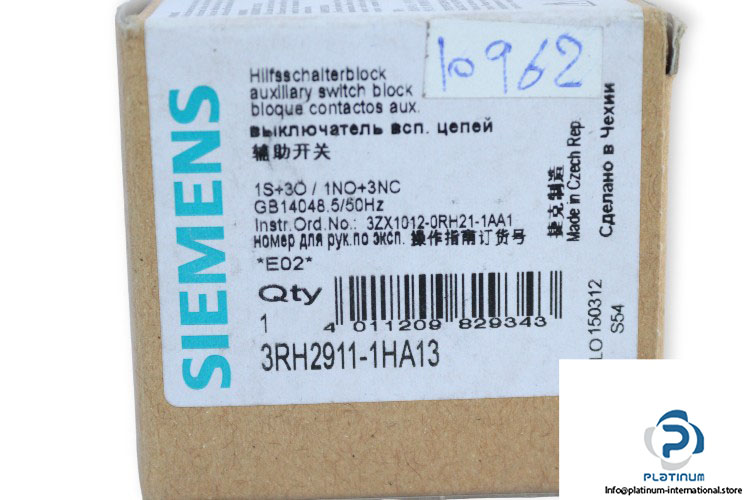 SIEMENS
10962
Hilfsschalterblock
auxiliary switch block
bloque contactos aux.
выключатель всп. цепей
辅助开关
1S+3Ö / 1NO+3NC
GB14048.5/50Hz
Instr.Ord.No.: 3ZX1012-0RH21-1AA1
номер для рук.по эксп. 操作指南订货号
*E02*
Qty
1
4 011209 829343
3RH2911-1HA13
捷克制造
Made in Czech Rep.
Сделано в Чехии
LO150312
S54
PLATINUM
Info@platinum-international.store